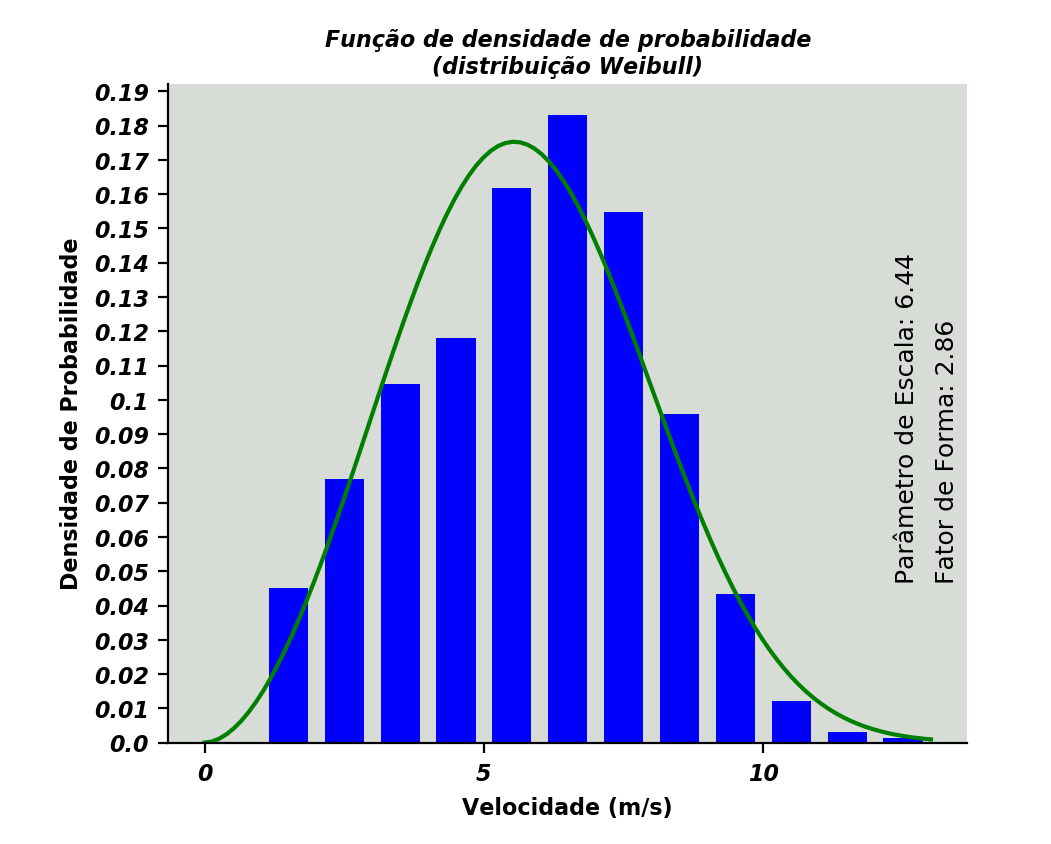 Função de densidade de probabilidade
(distribuição Weibull)
0.19
0.18
0.17
0.16
0.15
0.14
0.13
0.12
0.11
0.1
0.09
0.08
0.07
0.06
0.05
0.04
0.03
0.02
0.01
0.0
Densidade de Probabilidade
Parâmetro de Escala: 6.44
Fator de Forma: 2.86
0 5 10
Velocidade (m/s)